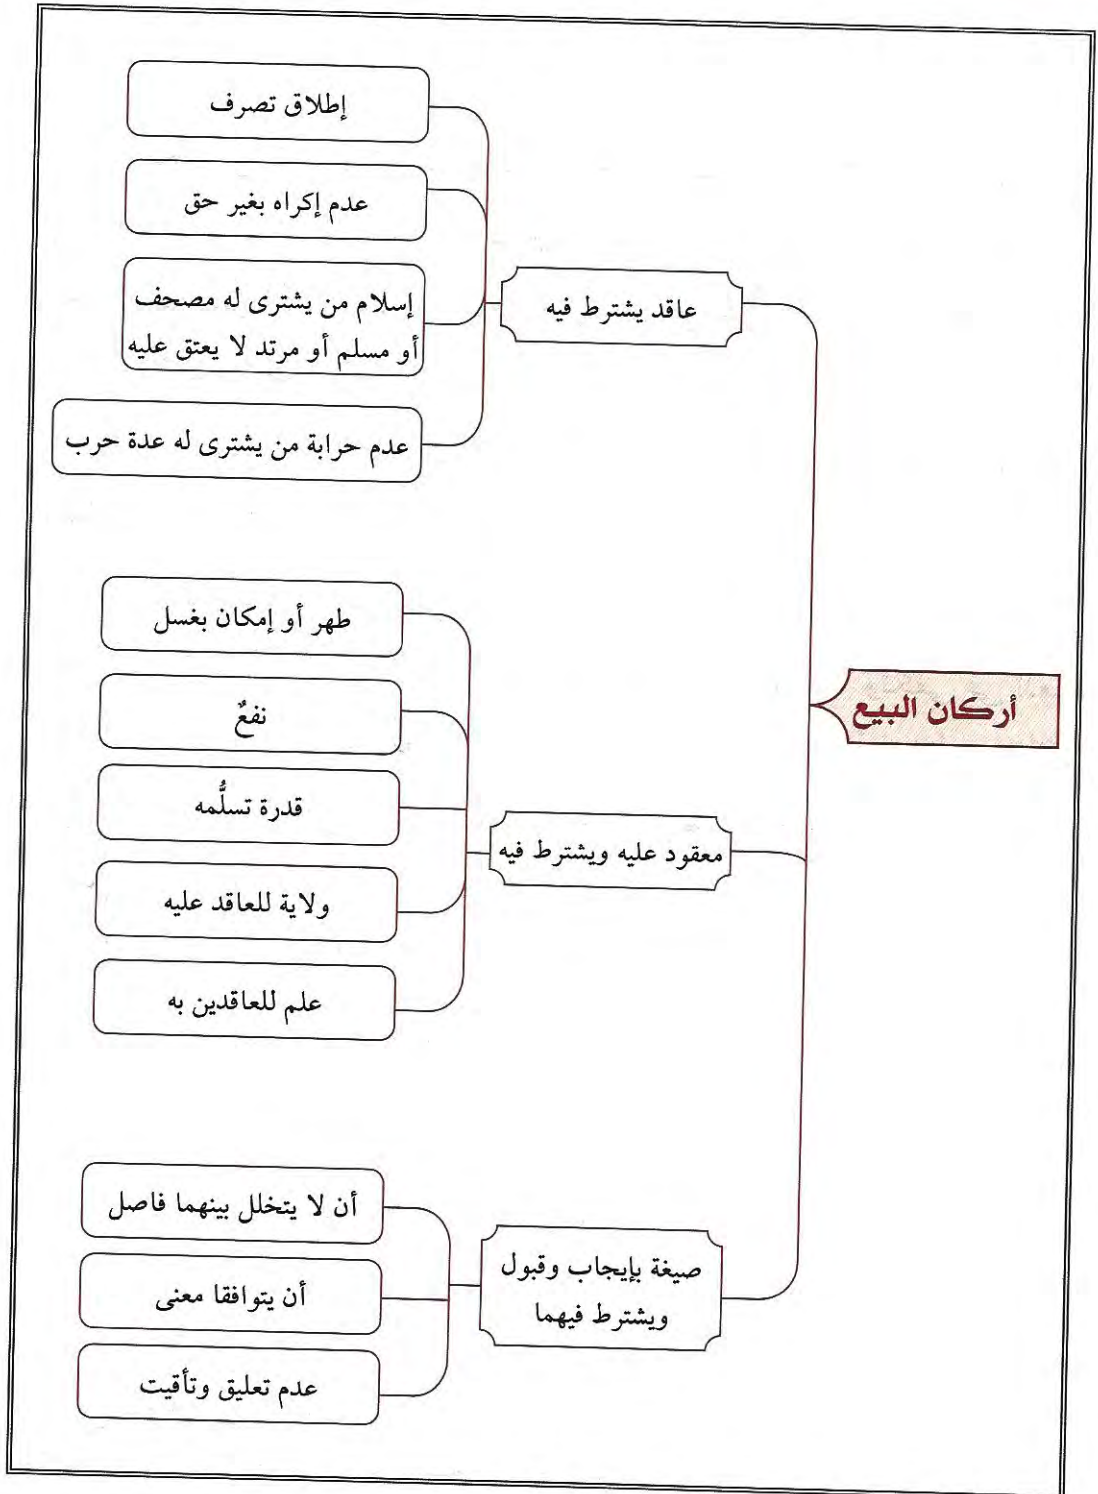 أركان البيع
عاقد يشترط فيه
إطلاق تصرف
عدم إكراه بغير حق
إسلام من يشترى له مصحف
أو مسلم أو مرتد لا يعتق عليه
عدم حرابة من يشترى له عدة حرب
معقود عليه ويشترط فيه
طهر أو إمكان بغسل
نفعٌ
قدرة تسلُّمه
ولاية للعاقد عليه
علم للعاقدين به
صيغة بإيجاب وقبول
ويشترط فيهما
أن لا يتخلل بينهما فاصل
أن يتوافقا معنى
عدم تعليق وتأقيت